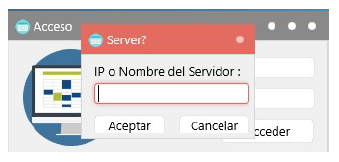 Acceso
Server?
IP o Nombre del Servidor :
Aceptar
Cancelar
cceder